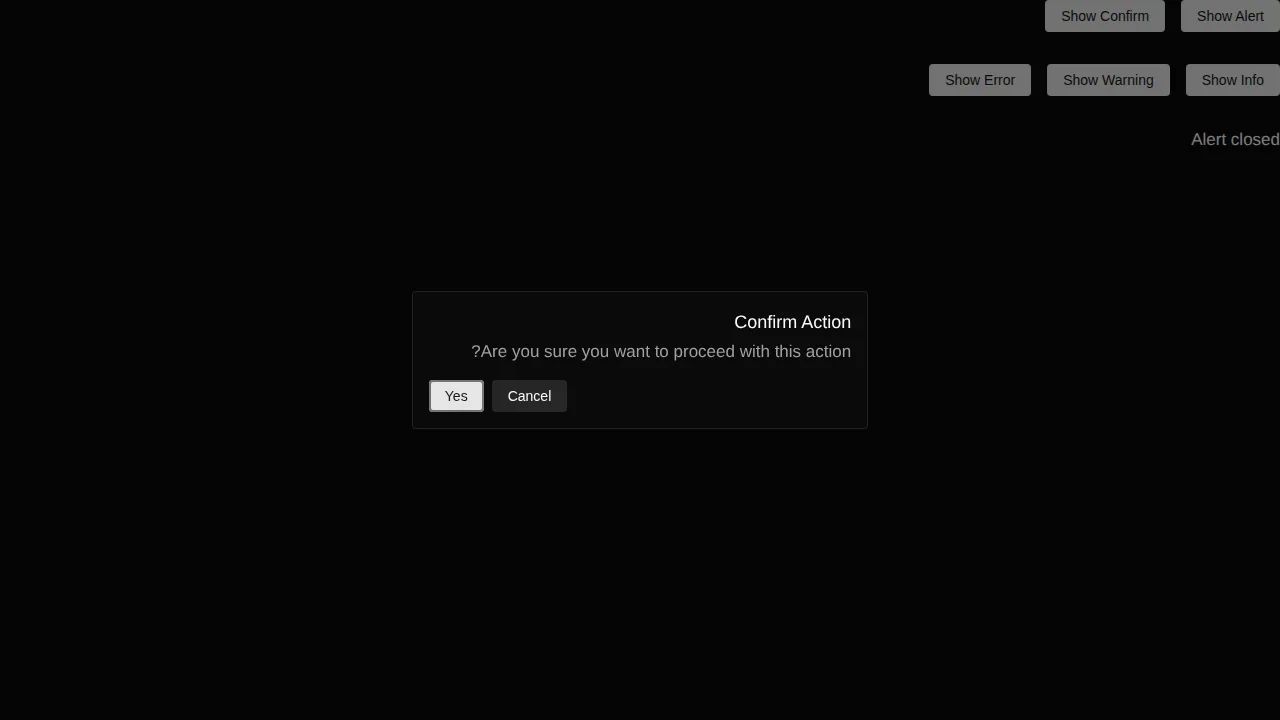 Show Alert Show Confirm
Show Info Show Warning Show Error
Alert closed
Confirm Action
?Are you sure you want to proceed with this action
Cancel Yes